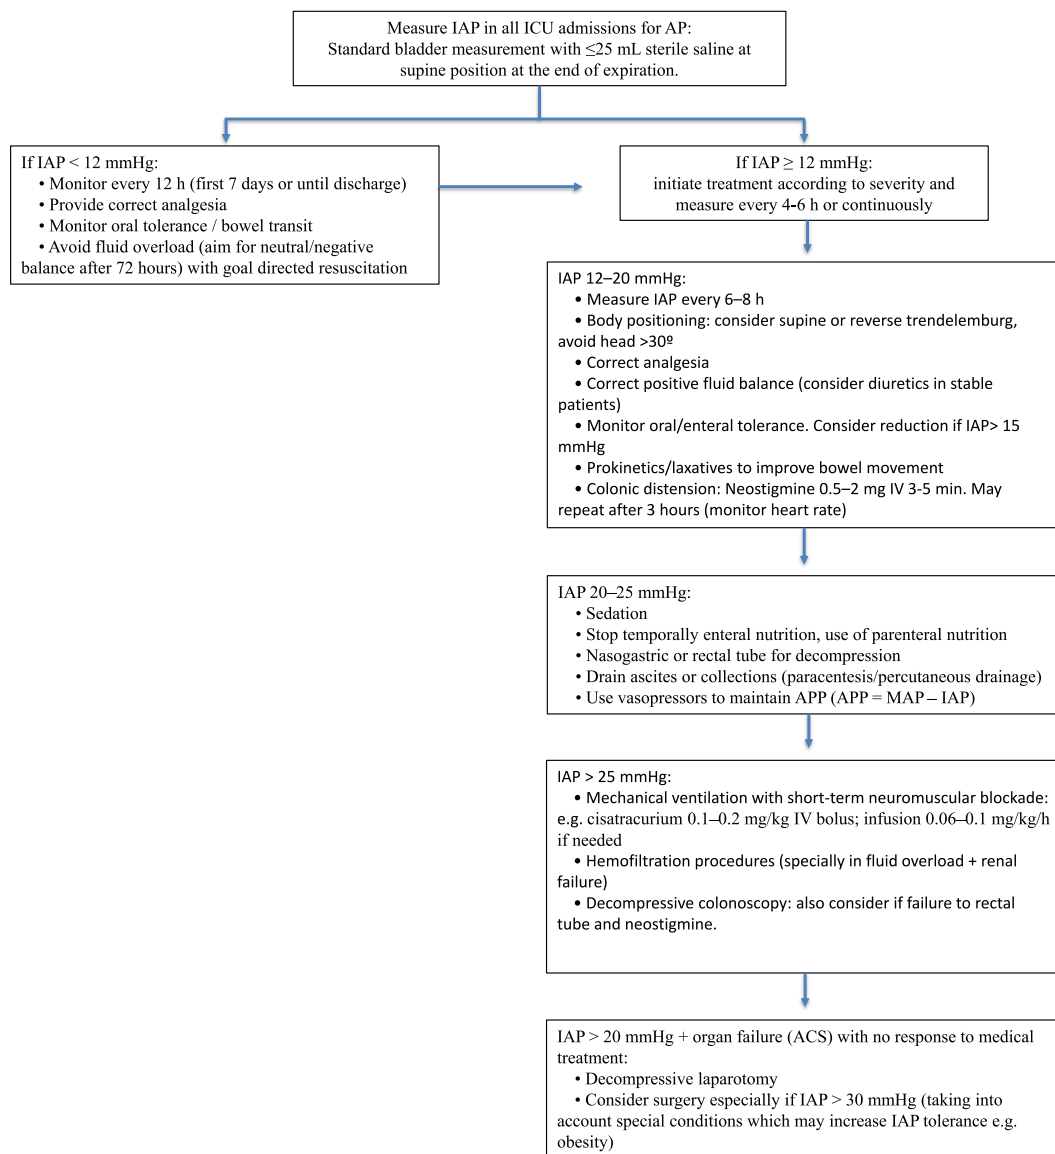 Measure IAP in all ICU admissions for AP:
Standard bladder measurement with ≤25 mL sterile saline at
supine position at the end of expiration.
If IAP < 12 mmHg:
• Monitor every 12 h (first 7 days or until discharge)
• Provide correct analgesia
• Monitor oral tolerance / bowel transit
• Avoid fluid overload (aim for neutral/negative
balance after 72 hours) with goal directed resuscitation
If IAP ≥ 12 mmHg:
initiate treatment according to severity and
measure every 4-6 h or continuously
IAP 12–20 mmHg:
• Measure IAP every 6–8 h
• Body positioning: consider supine or reverse trendelemburg,
avoid head >30º
• Correct analgesia
• Correct positive fluid balance (consider diuretics in stable
patients)
• Monitor oral/enteral tolerance. Consider reduction if IAP> 15
mmHg
• Prokinetics/laxatives to improve bowel movement
• Colonic distension: Neostigmine 0.5–2 mg IV 3-5 min. May
repeat after 3 hours (monitor heart rate)
IAP 20–25 mmHg:
• Sedation
• Stop temporally enteral nutrition, use of parenteral nutrition
• Nasogastric or rectal tube for decompression
• Drain ascites or collections (paracentesis/percutaneous drainage)
• Use vasopressors to maintain APP (APP = MAP – IAP)
IAP > 25 mmHg:
• Mechanical ventilation with short-term neuromuscular blockade:
e.g. cisatracurium 0.1–0.2 mg/kg IV bolus; infusion 0.06–0.1 mg/kg/h
if needed
• Hemofiltration procedures (specially in fluid overload + renal
failure)
• Decompressive colonoscopy: also consider if failure to rectal
tube and neostigmine.
IAP > 20 mmHg + organ failure (ACS) with no response to medical
treatment:
• Decompressive laparotomy
• Consider surgery especially if IAP > 30 mmHg (taking into
account special conditions which may increase IAP tolerance e.g.
obesity)